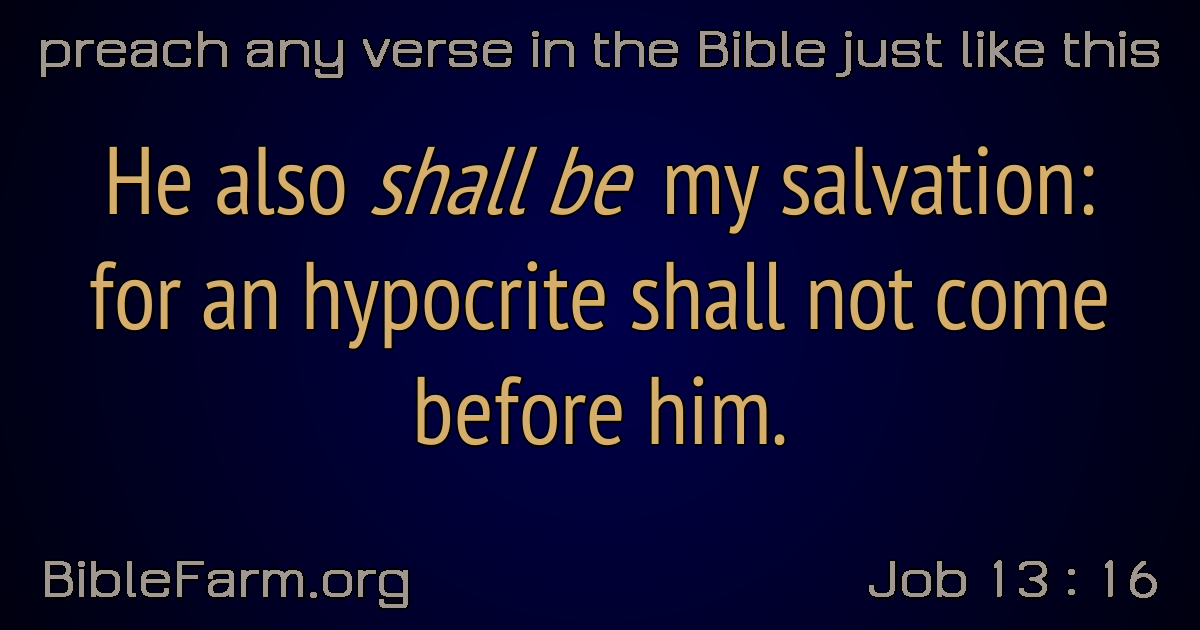 preach any verse in the Bible just like this
He also shall be my salvation:
for an hypocrite shall not come
before him.
BibleFarm.org
Job 13 : 16